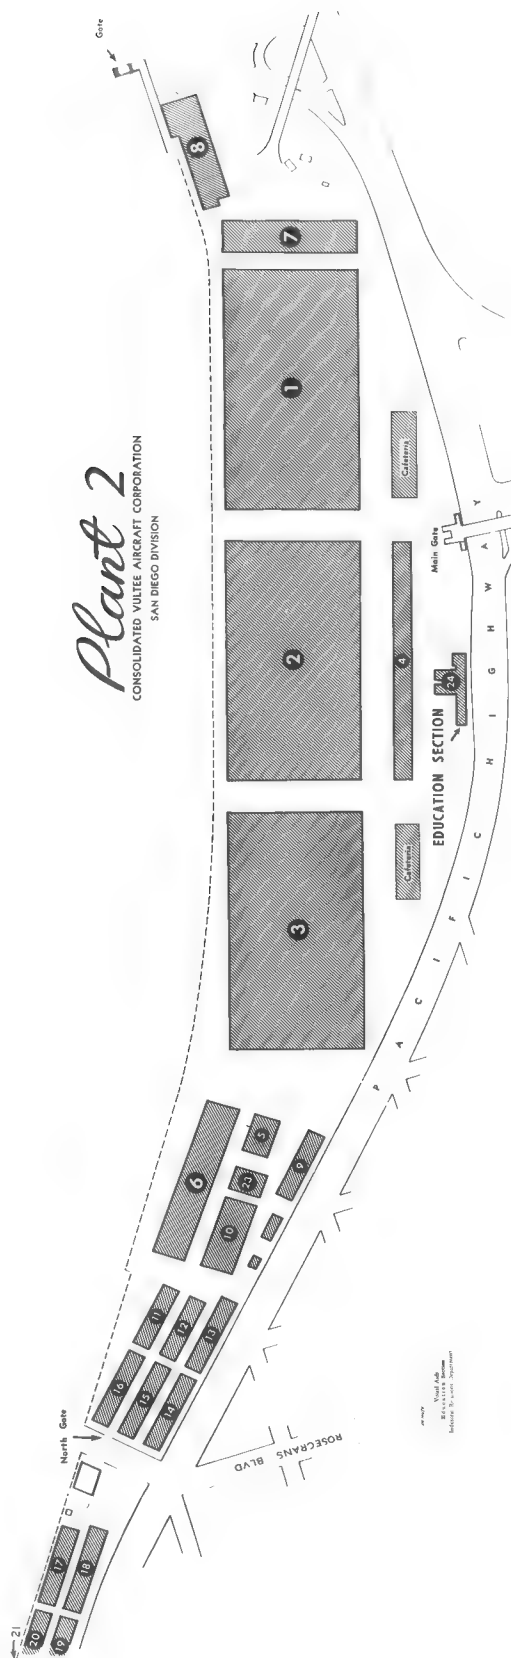 Plant 2
CONSOLIDATED VULTEE AIRCRAFT CORPORATION
SAN DIEGO DIVISION
21
20
19
17
18
North Gate
16
15
14
11
12
13
ROSECRANS BLVD
6
10
23
5
9
3
Cafeteria
2
4
EDUCATION SECTION
24
Main Gate
1
Cafeteria
7
8
Gate
PACIFIC HIGHWAY
Visual Aids
Education Section